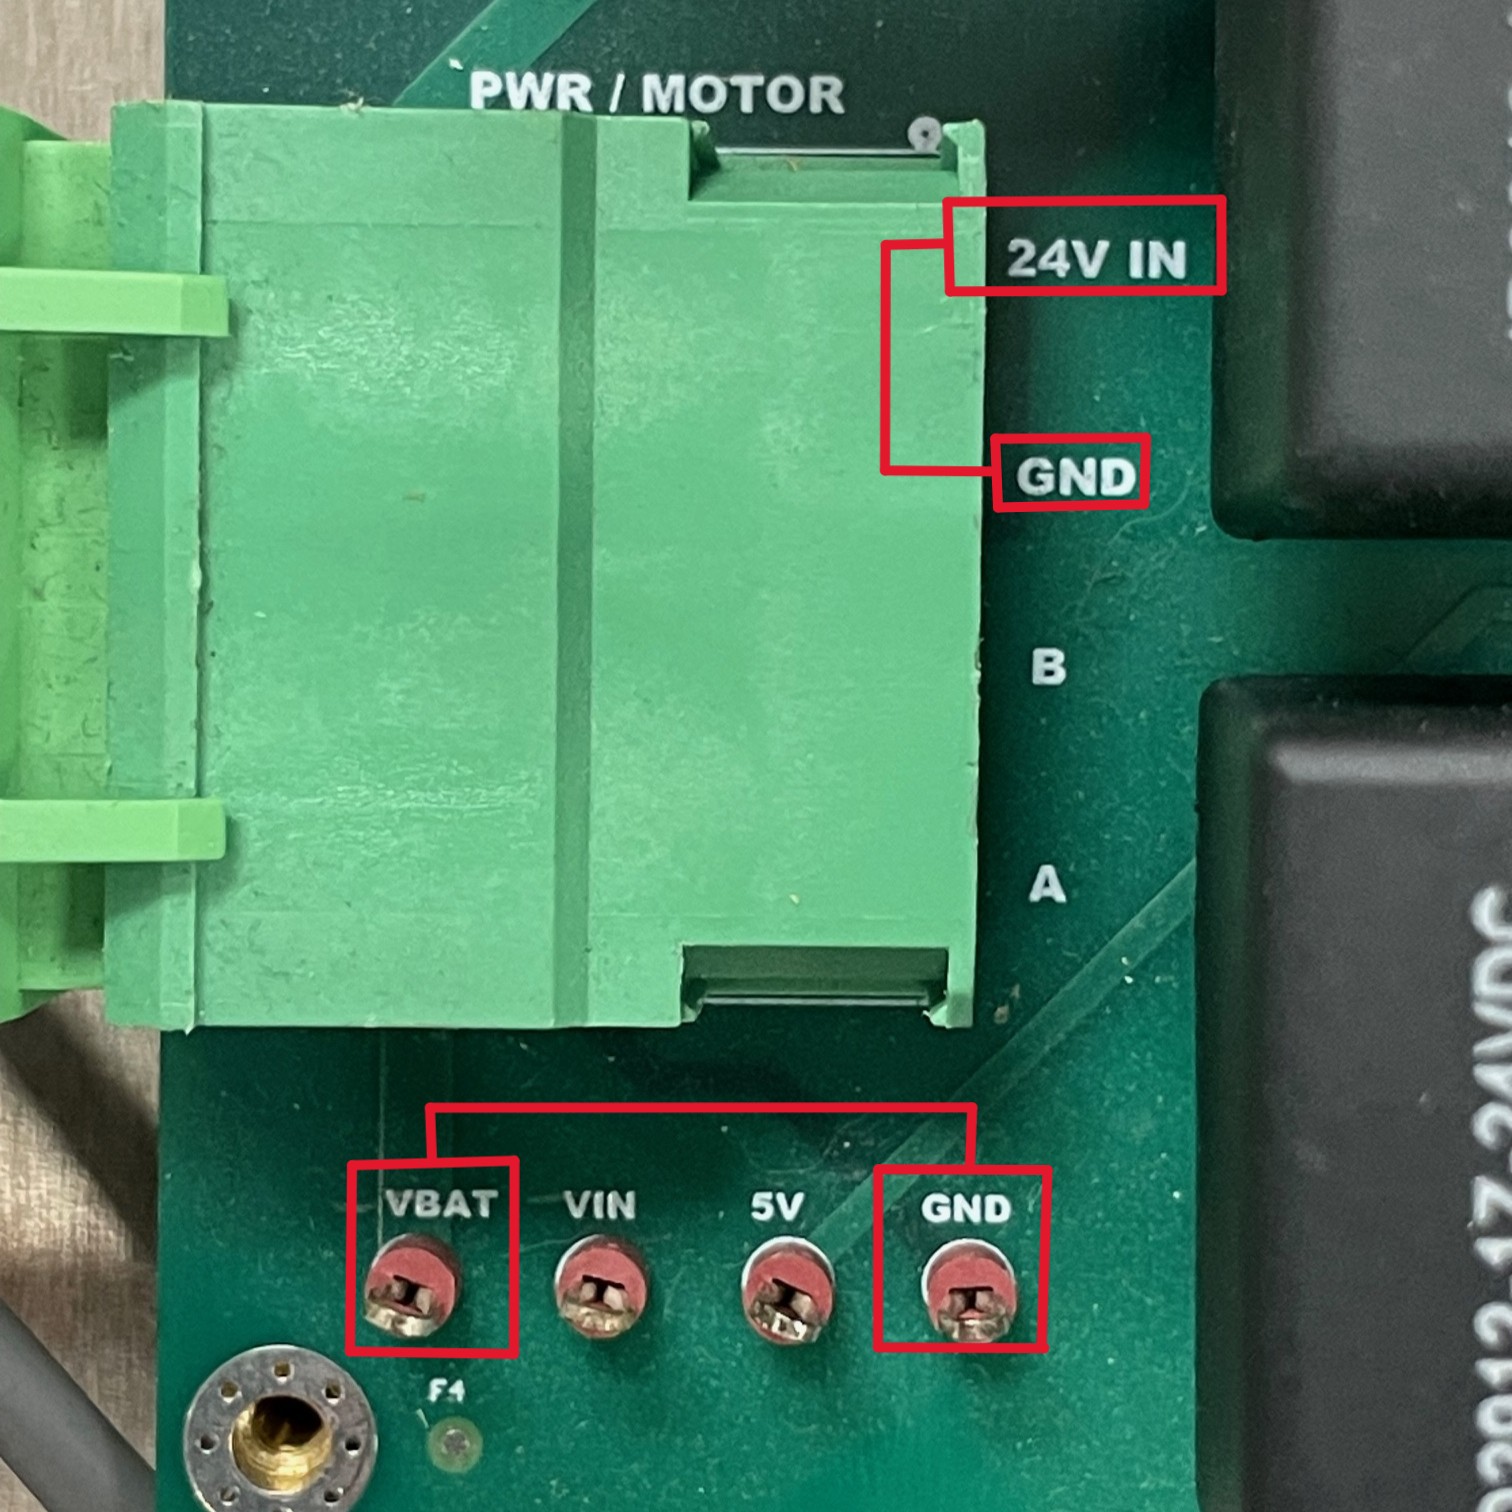 PWR / MOTOR
24V IN
GND
B
A
VBAT
VIN
5V
GND
F4